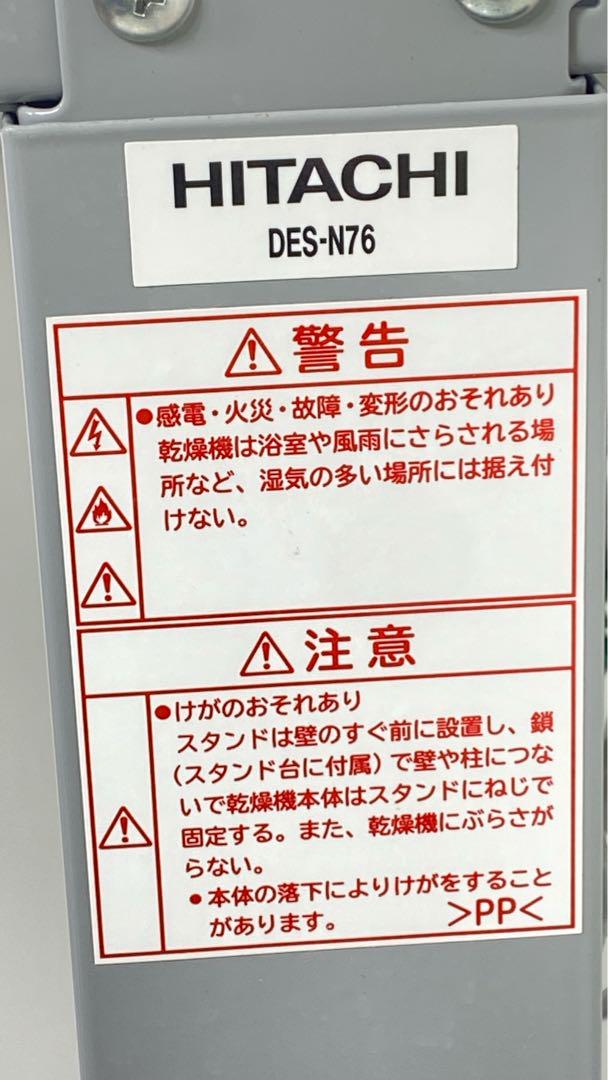 HITACHI
DES-N76
警告
●感電・火災・故障・変形のおそれあり
乾燥機は浴室や風雨にさらされる場
所など、湿気の多い場所には据え付
けない。
注意
●けがのおそれあり
スタンドは壁のすぐ前に設置し、鎖
(スタンド台に付属)で壁や柱につな
いで乾燥機本体はスタンドにねじで
固定する。また、乾燥機にぶらさが
らない。
●本体の落下によりけがをすること
があります。 >PP<